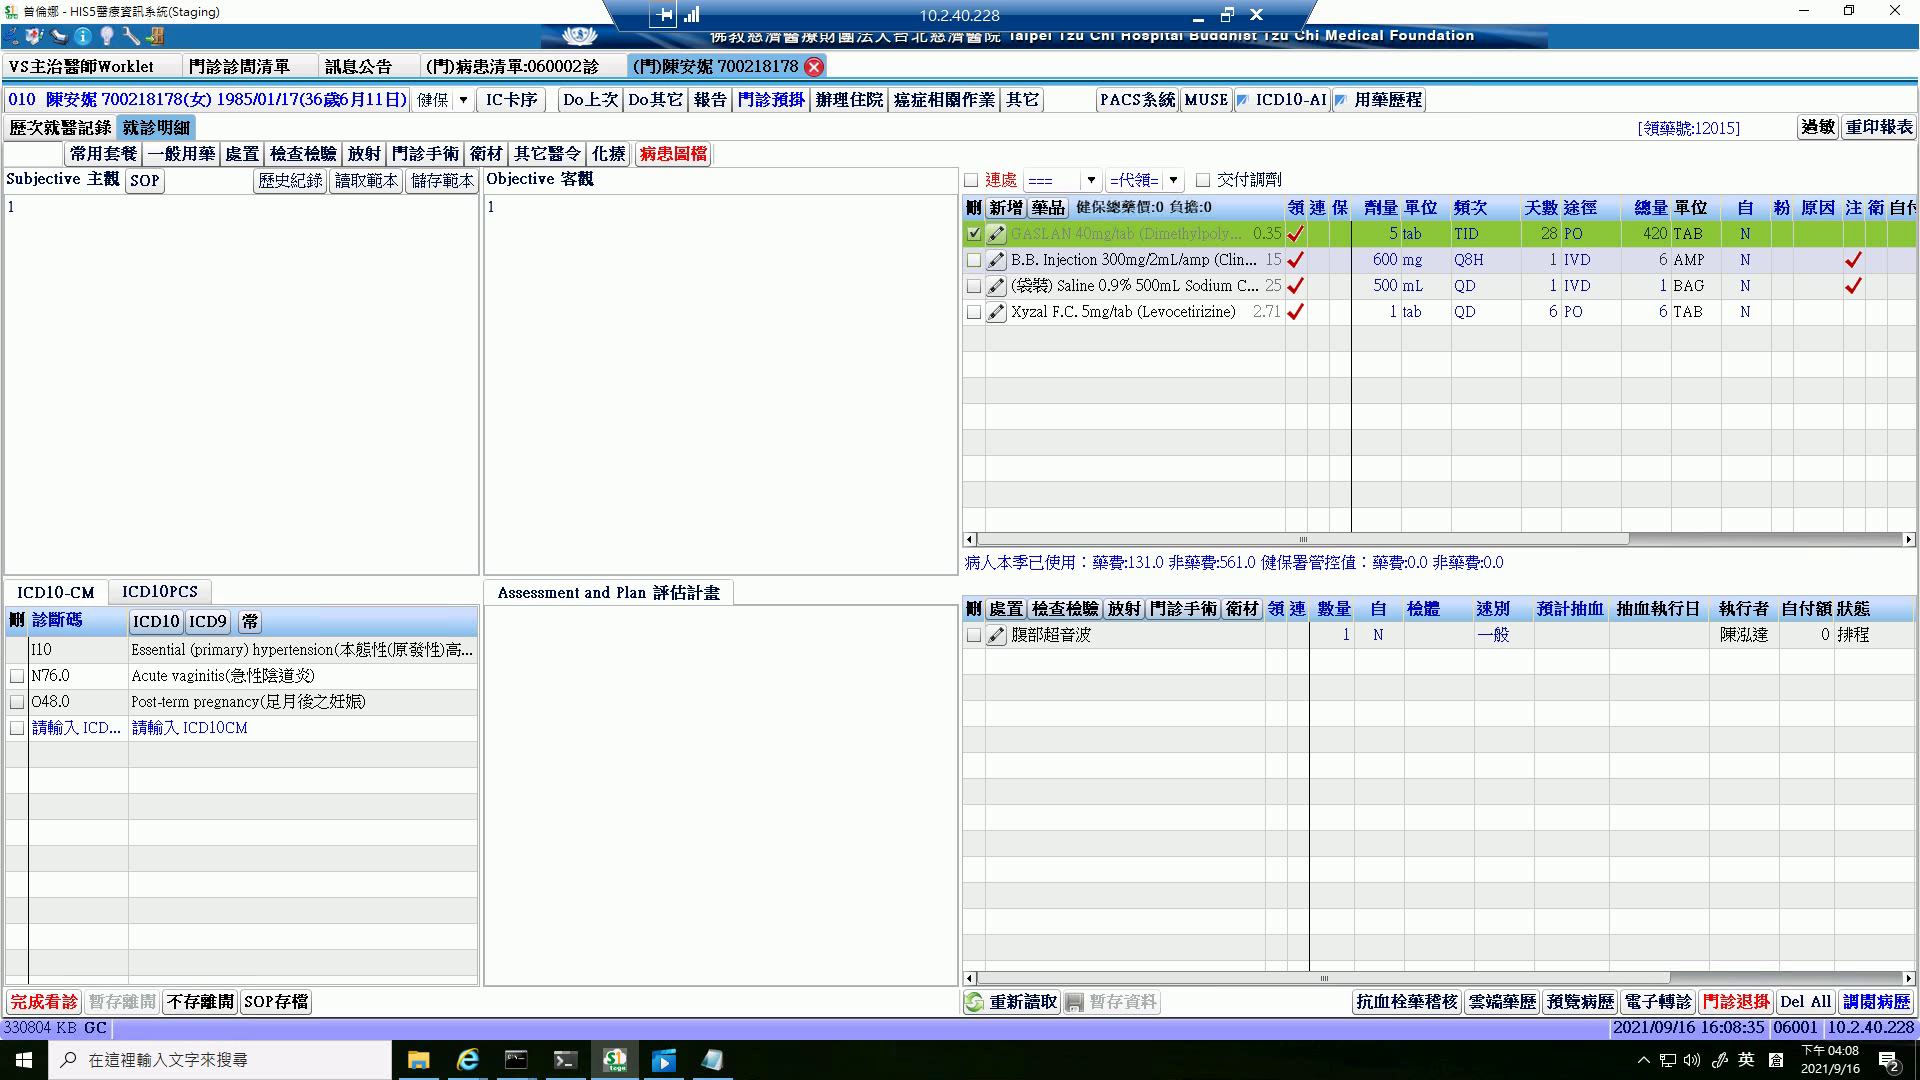 曾倫娜 - HIS5醫療資訊系統(Staging)
10.2.40.228
佛教慈濟醫療財團法人台北慈濟醫院 Taipei Tzu Chi Hospital Buddhist Tzu Chi Medical Foundation
VS主治醫師Worklet 門診診間清單 訊息公告 (門)病患清單:060002診 (門)陳安妮 700218178
010 陳安妮 700218178(女) 1985/01/17(36歲6月11日) 健保 IC卡序 Do上次 Do其它 報告 門診預掛 辦理住院 癌症相關作業 其它 PACS系統 MUSE ICD10-AI 用藥歷程
歷次就醫記錄 就診明細 [領藥號:12015] 過敏 重印報表
常用套餐 一般用藥 處置 檢查檢驗 放射 門診手術 衛材 其它醫令 化療 病患圖檔
Subjective 主觀 SOP 歷史紀錄 讀取範本 儲存範本 Objective 客觀
1
1
連處 === =代領= 交付調劑
刪 新增 藥品 健保總藥價:0 負擔:0 領 連 保 劑量 單位 頻次 天數 途徑 總量 單位 自 粉 原因 注 衛 自付
GASLAN 40mg/tab (Dimethylpoly... 0.35 5 tab TID 28 PO 420 TAB N
B.B. Injection 300mg/2mL/amp (Clin... 15 600 mg Q8H 1 IVD 6 AMP N
(袋裝) Saline 0.9% 500mL Sodium C... 25 500 mL QD 1 IVD 1 BAG N
Xyzal F.C. 5mg/tab (Levocetirizine) 2.71 1 tab QD 6 PO 6 TAB N
病人本季已使用：藥費:131.0 非藥費:561.0 健保署管控值：藥費:0.0 非藥費:0.0
ICD10-CM ICD10PCS
刪 診斷碼 ICD10 ICD9 常
I10 Essential (primary) hypertension(本態性(原發性)高...
N76.0 Acute vaginitis(急性陰道炎)
O48.0 Post-term pregnancy(足月後之妊娠)
請輸入 ICD... 請輸入 ICD10CM
Assessment and Plan 評估計畫
刪 處置 檢查檢驗 放射 門診手術 衛材 領 連 數量 自 檢體 速別 預計抽血 抽血執行日 執行者 自付額 狀態
腹部超音波 1 N 一般 陳泓達 0 排程
完成看診 暫存離開 不存離開 SOP存檔 重新讀取 暫存資料 抗血栓藥稽核 雲端藥歷 預覽病歷 電子轉診 門診退掛 Del All 調閱病歷
330804 KB GC 2021/09/16 16:08:35 06001 10.2.40.228
在這裡輸入文字來搜尋
英
下午 04:08
2021/9/16
2